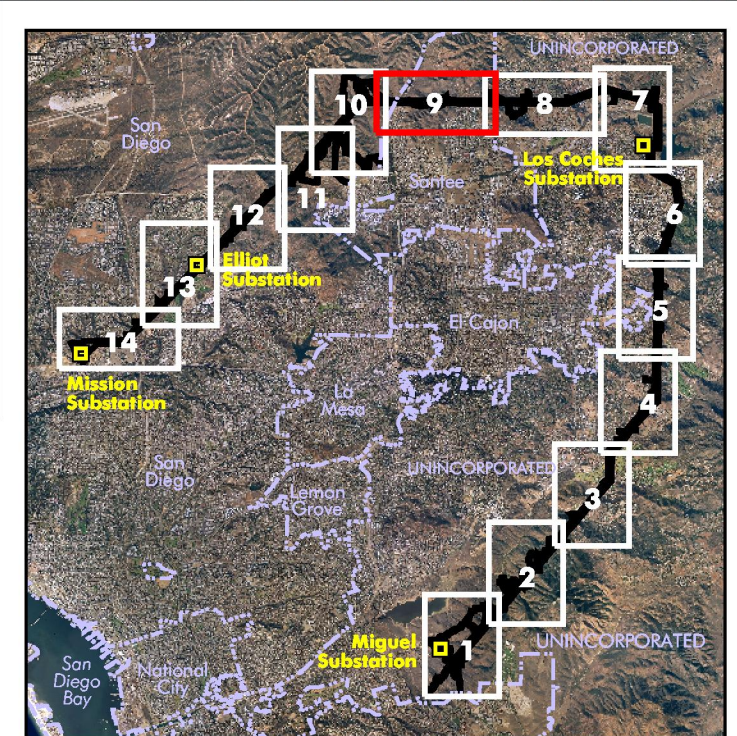 UNINCORPORATED
10
9
8
7
San
Diego
Los Coches
Substation
Santee
11
12
6
Elliot
Substation
13
5
El Cajon
14
Mission
Substation
La
Mesa
4
San
Diego
UNINCORPORATED
Lemon
Grove
3
2
Miguel
Substation
1
UNINCORPORATED
San
Diego
Bay
National
City